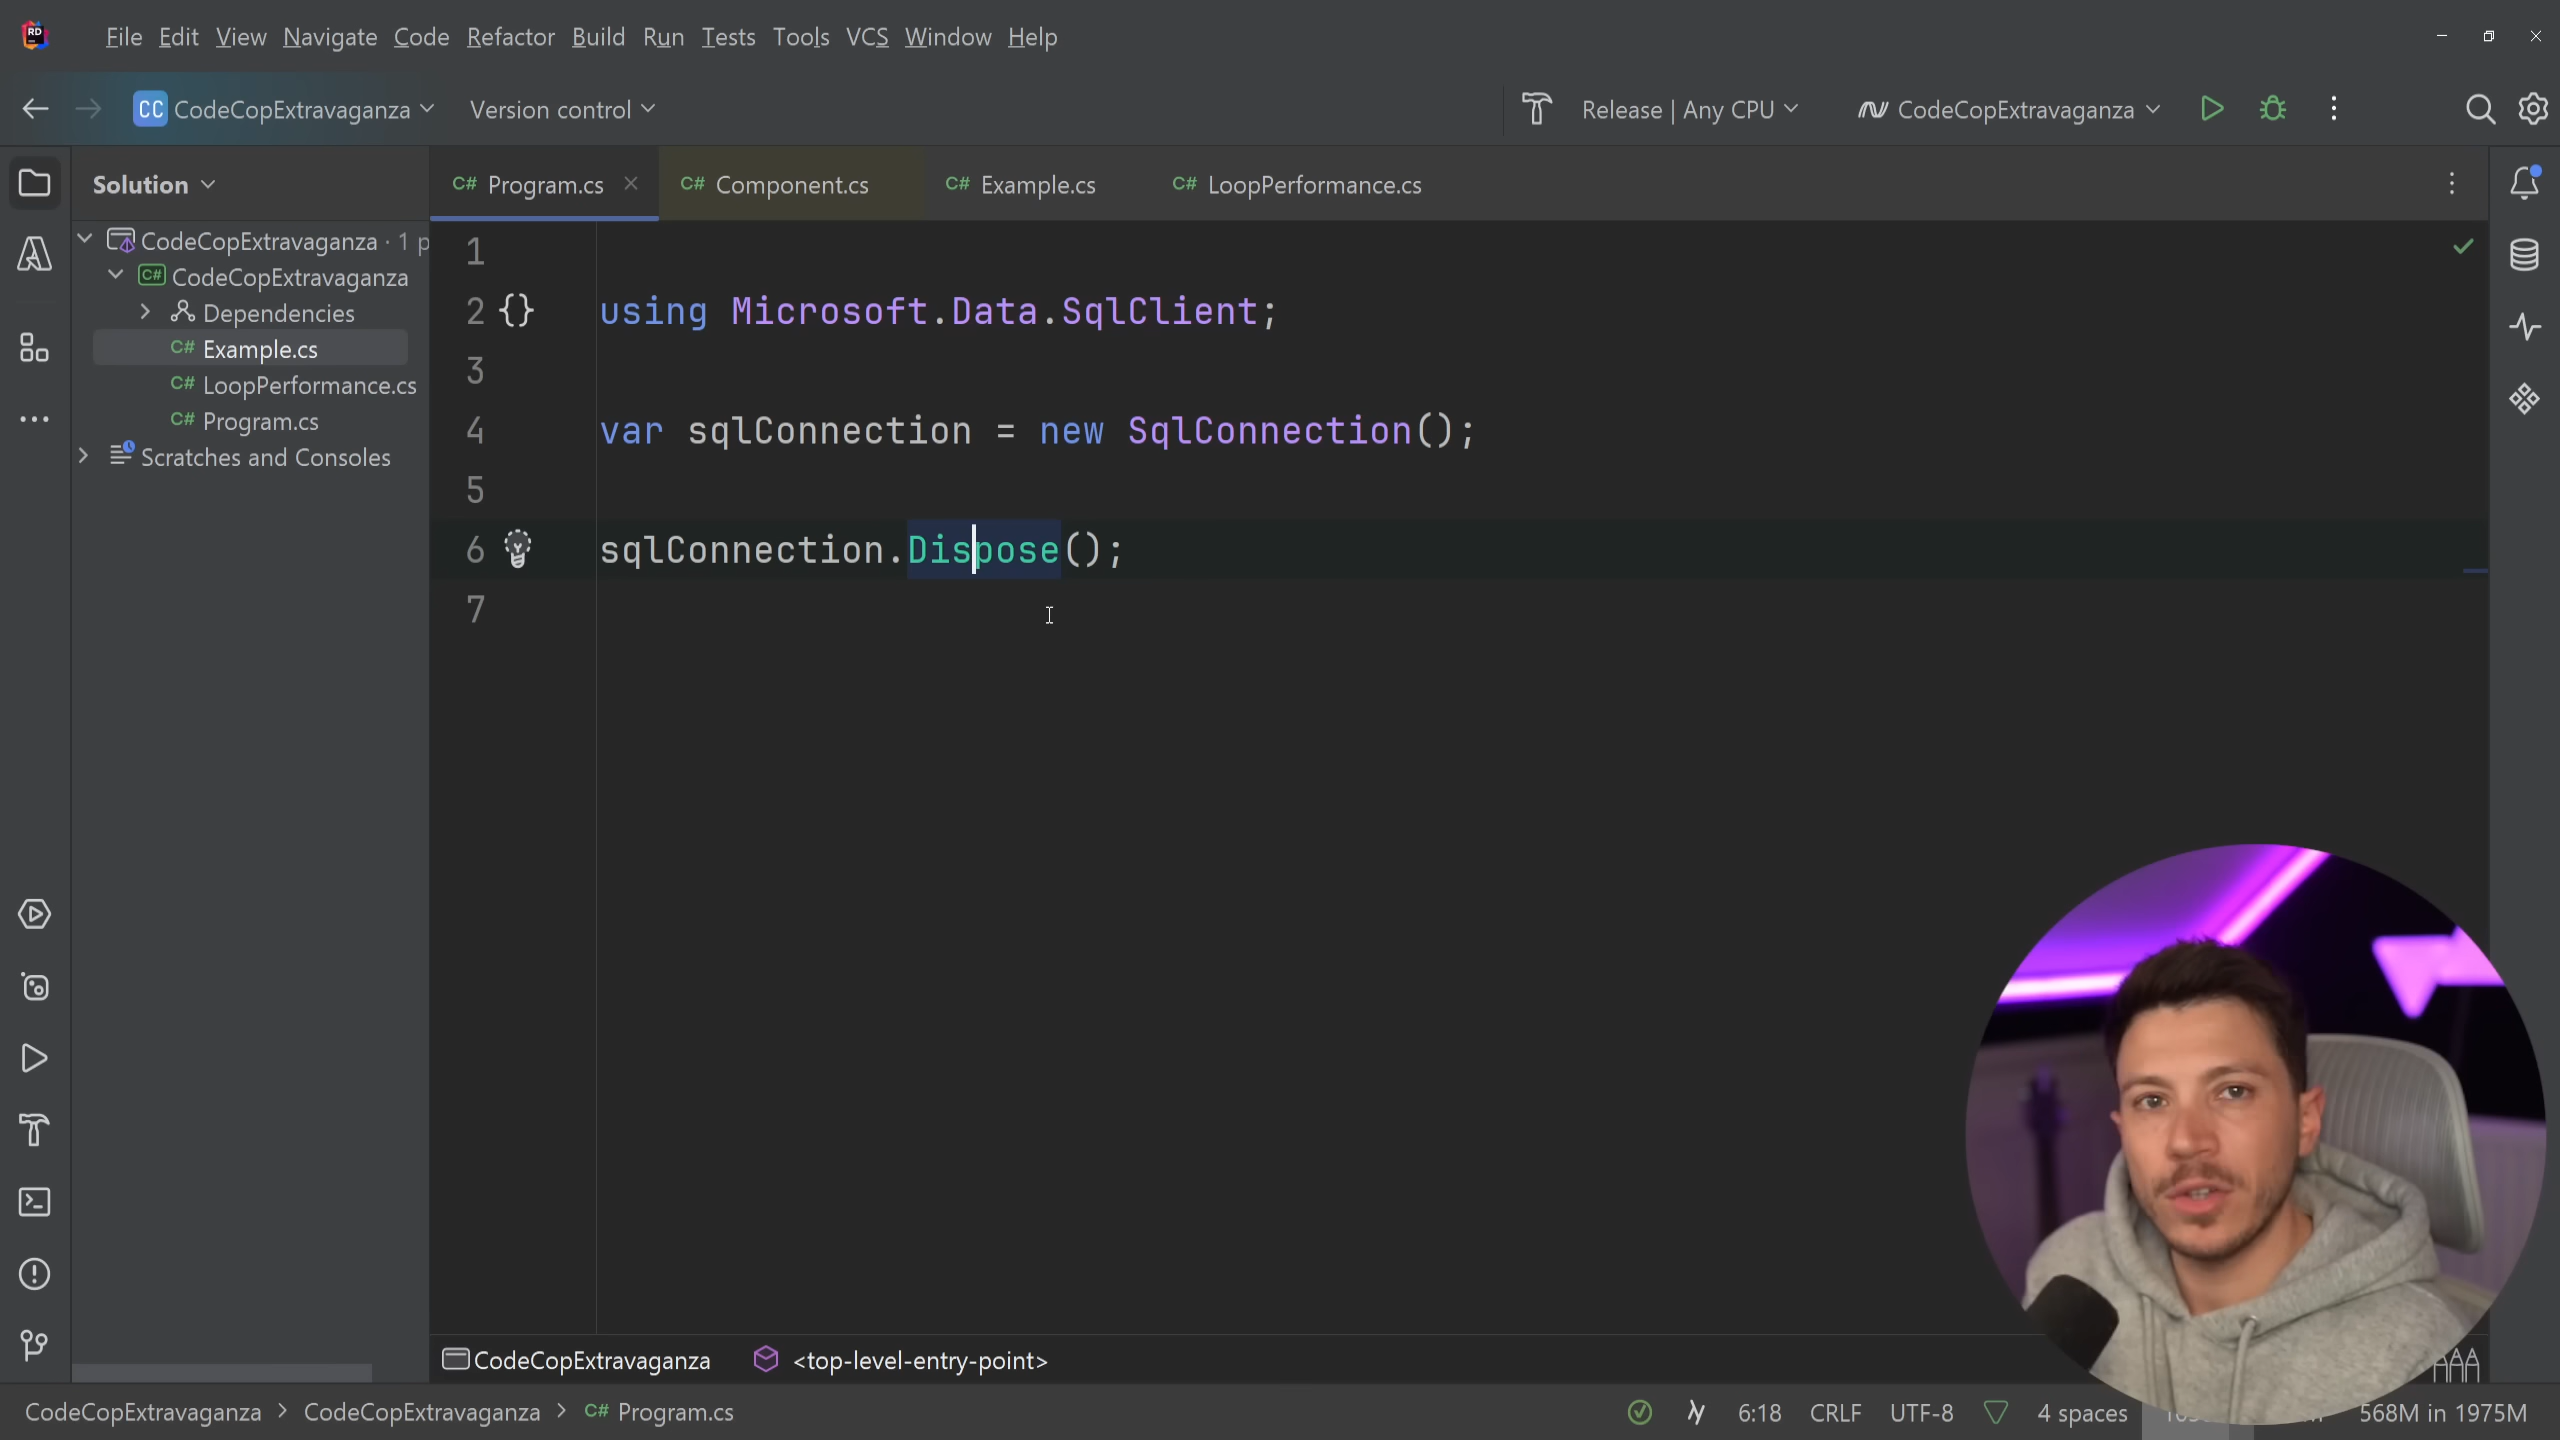 RD File Edit View Navigate Code Refactor Build Run Tests Tools VCS Window Help
CC CodeCopExtravaganza Version control Release | Any CPU CodeCopExtravaganza
Solution
C# Program.cs C# Component.cs C# Example.cs C# LoopPerformance.cs
CodeCopExtravaganza · 1 p
C# CodeCopExtravaganza
Dependencies
C# Example.cs
C# LoopPerformance.cs
C# Program.cs
Scratches and Consoles
1
2 {} using Microsoft.Data.SqlClient;
3
4 var sqlConnection = new SqlConnection();
5
6 sqlConnection.Dispose();
7
CodeCopExtravaganza <top-level-entry-point>
CodeCopExtravaganza > CodeCopExtravaganza > C# Program.cs 6:18 CRLF UTF-8 4 spaces 568M in 1975M